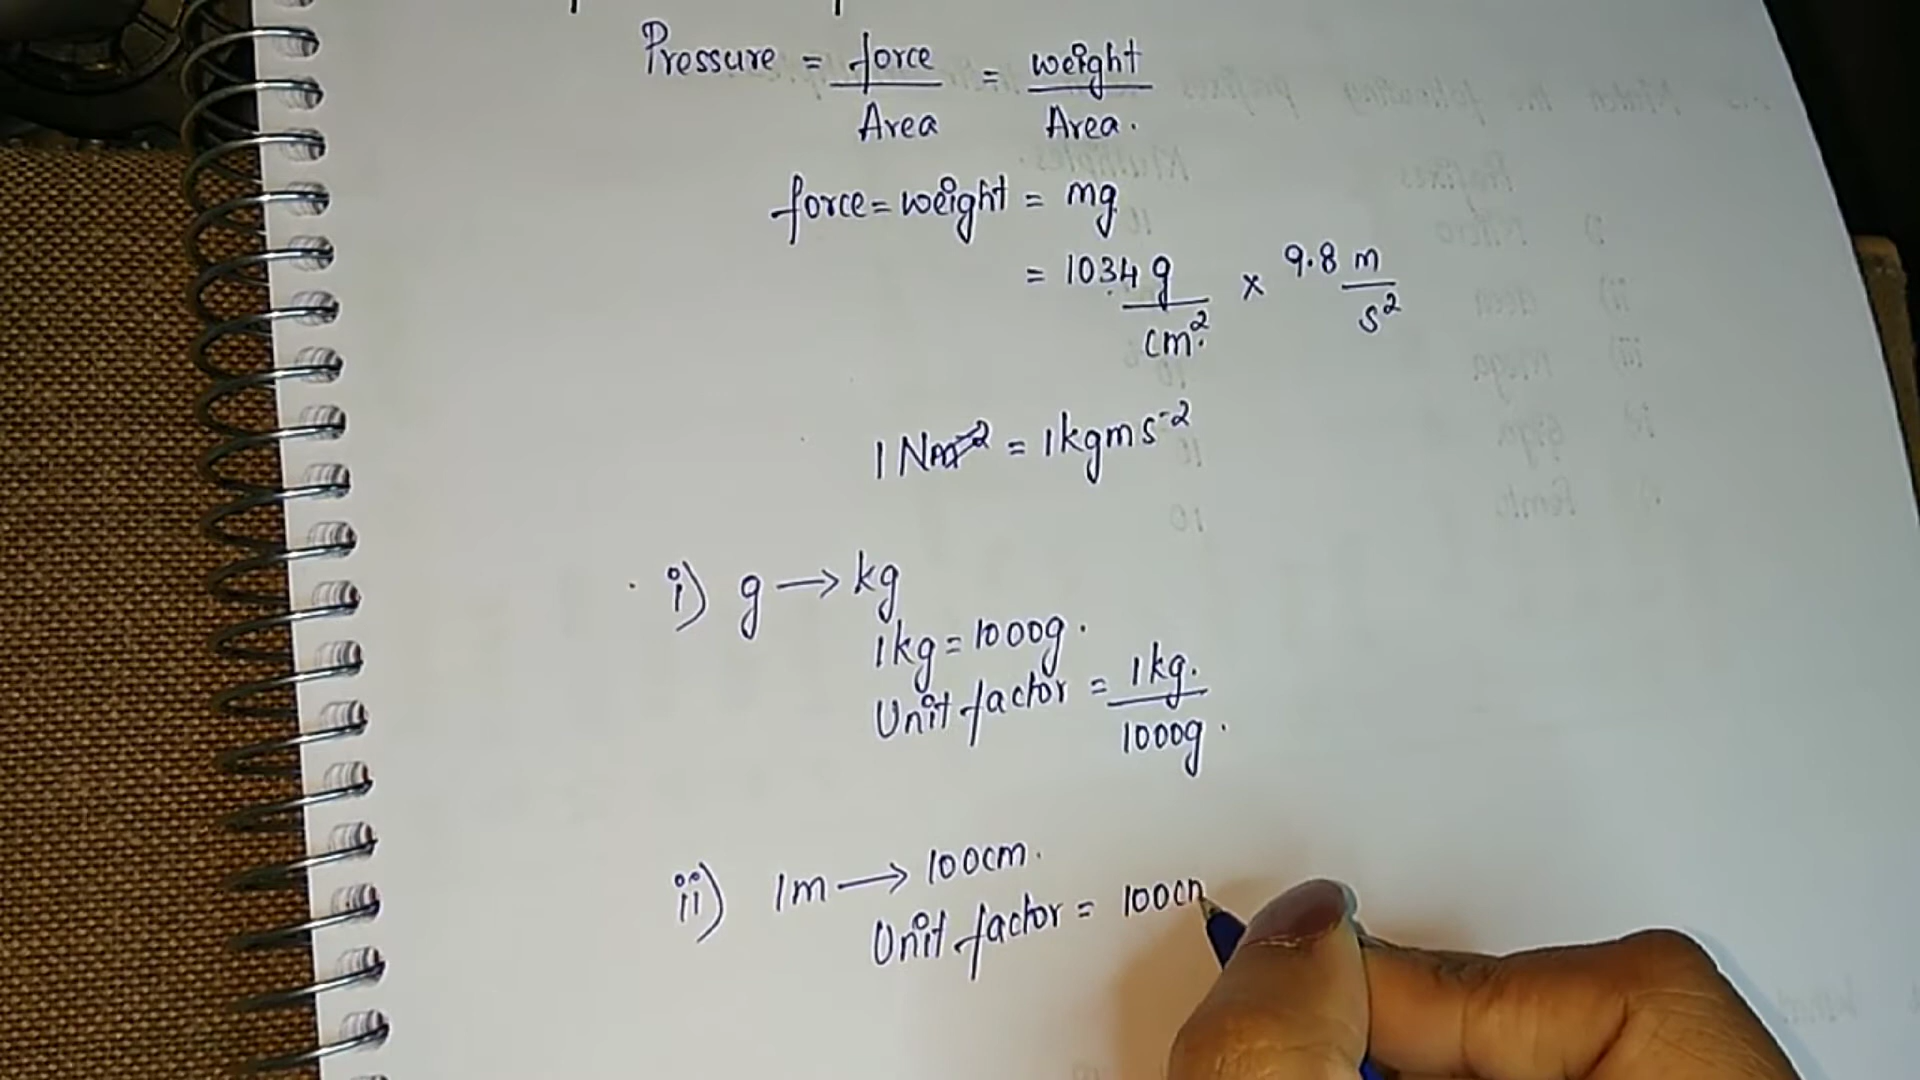 Pressure = force / Area = weight / Area.
force = weight = mg
= 1034 g / cm². × 9.8 m / s²
1 N = 1 kgms⁻²
i) g → kg
1kg = 1000g.
Unit factor = 1kg. / 1000g.
ii) 1m → 100cm.
Unit factor = 100cm